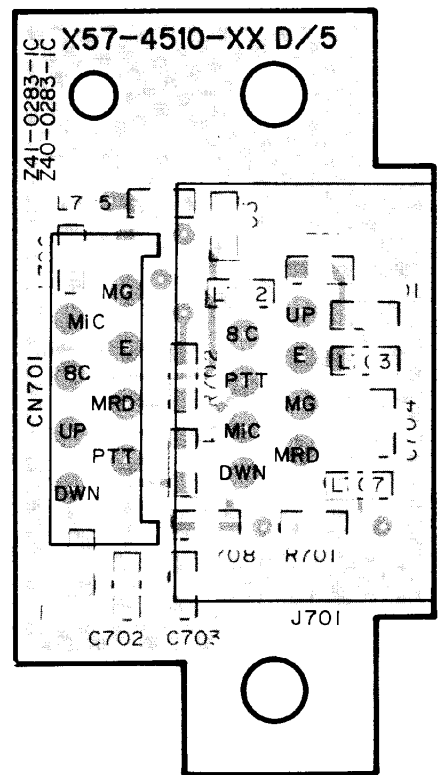 X57-4510-XX D/5
Z41-0283-1C
Z40-0283-1C
MG
MiC
E
8C
MRD
UP
PTT
DWN
CN701
UP
8C
E
PTT
MG
MiC
MRD
DWN
R701
J701
C702
C703